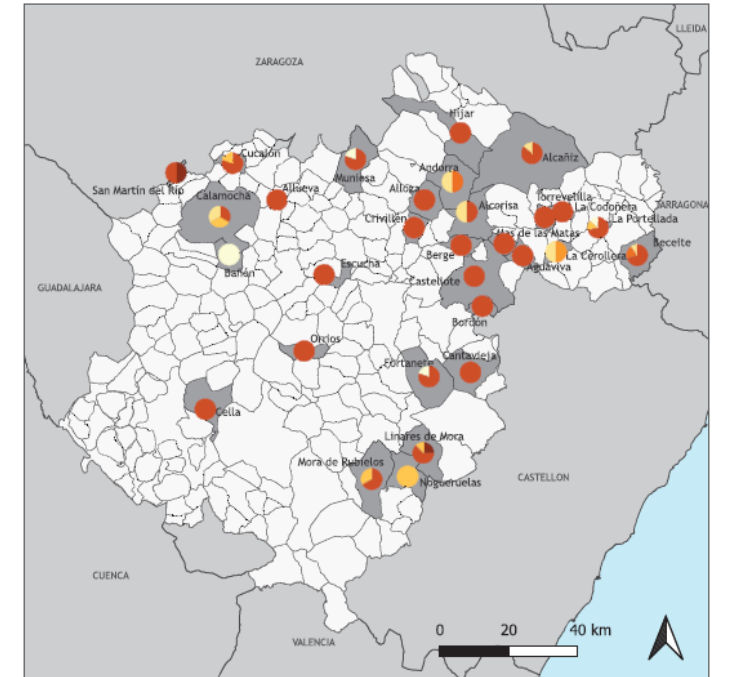 LLEIDA
ZARAGOZA
Hijar
Cucalón
Alcañiz
Muniesa
Andorra
San Martín del Río
Calamocha
Allueva
Alloza
Alcorisa
Torrevelilla
TARRAGONA
La Codoñera
La Portellada
Crivillén
Mas de las Matas
Beceite
Berge
La Cerollera
Aguaviva
Bañón
Escucha
Castellote
GUADALAJARA
Bordón
Orrios
Cantavieja
Fortanete
Cella
Linares de Mora
Mora de Rubielos
CASTELLON
Nogueruelas
CUENCA
0 20 40 km
VALENCIA